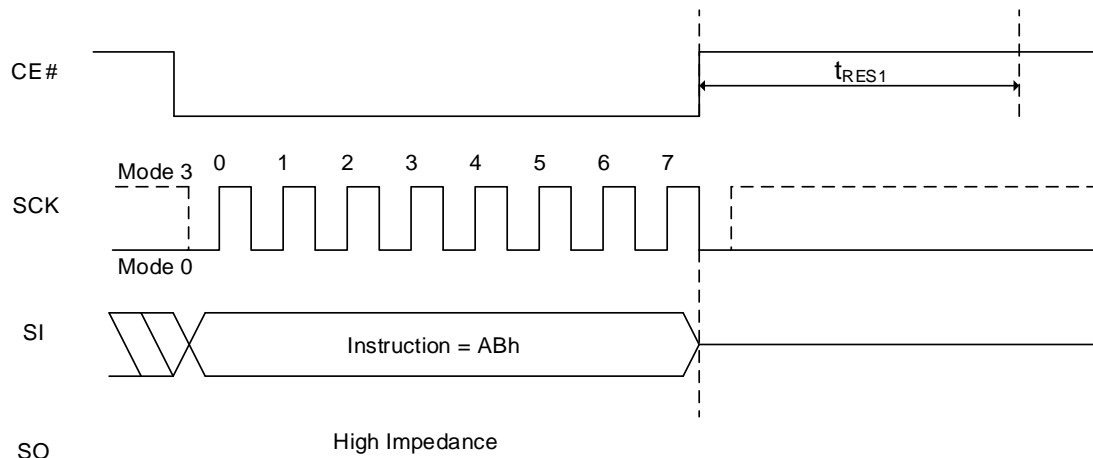 CE#
tRES1
Mode 3
0 1 2 3 4 5 6 7
SCK
Mode 0
SI
Instruction = ABh
High Impedance
SO